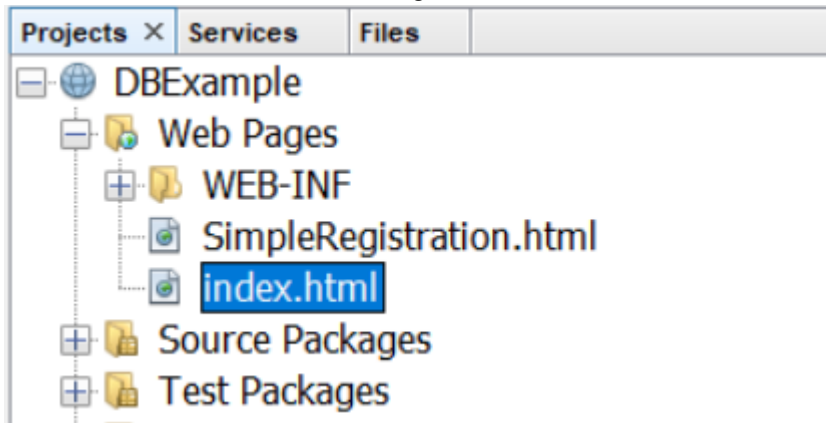 Projects Services Files
DBExample
Web Pages
WEB-INF
SimpleRegistration.html
index.html
Source Packages
Test Packages